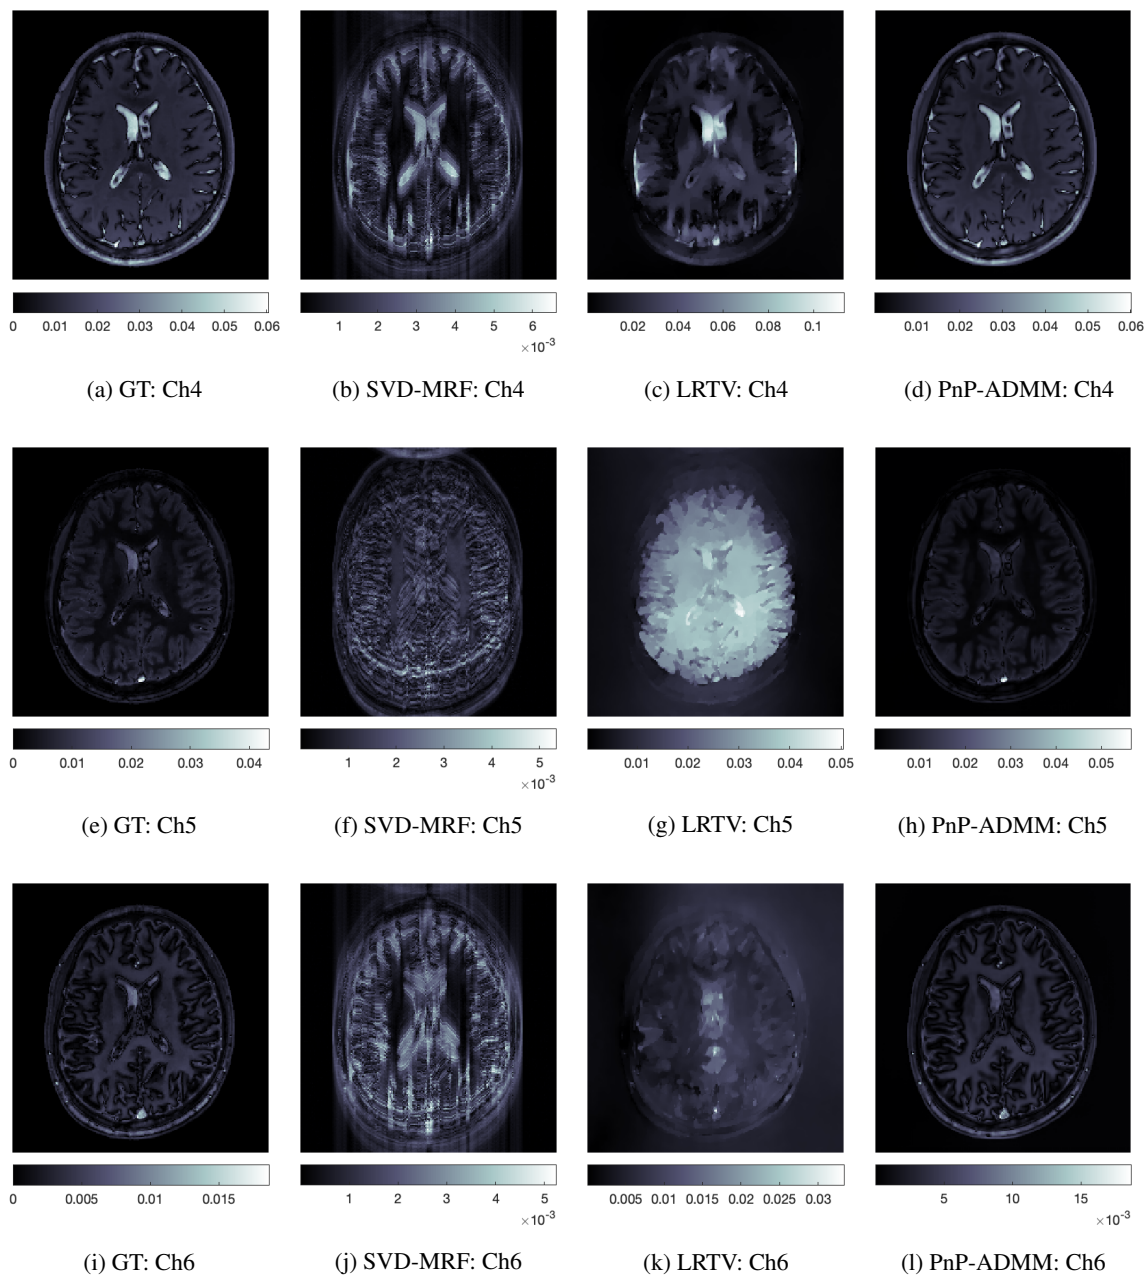 0 0.01 0.02 0.03 0.04 0.05 0.06
1 2 3 4 5 6
×10⁻³
0.02 0.04 0.06 0.08 0.1
0.01 0.02 0.03 0.04 0.05 0.06
(a) GT: Ch4
(b) SVD-MRF: Ch4
(c) LRTV: Ch4
(d) PnP-ADMM: Ch4
0 0.01 0.02 0.03 0.04
1 2 3 4 5
×10⁻³
0.01 0.02 0.03 0.04 0.05
0.01 0.02 0.03 0.04 0.05
(e) GT: Ch5
(f) SVD-MRF: Ch5
(g) LRTV: Ch5
(h) PnP-ADMM: Ch5
0 0.005 0.01 0.015
1 2 3 4 5
×10⁻³
0.005 0.01 0.015 0.02 0.025 0.03
5 10 15
×10⁻³
(i) GT: Ch6
(j) SVD-MRF: Ch6
(k) LRTV: Ch6
(l) PnP-ADMM: Ch6